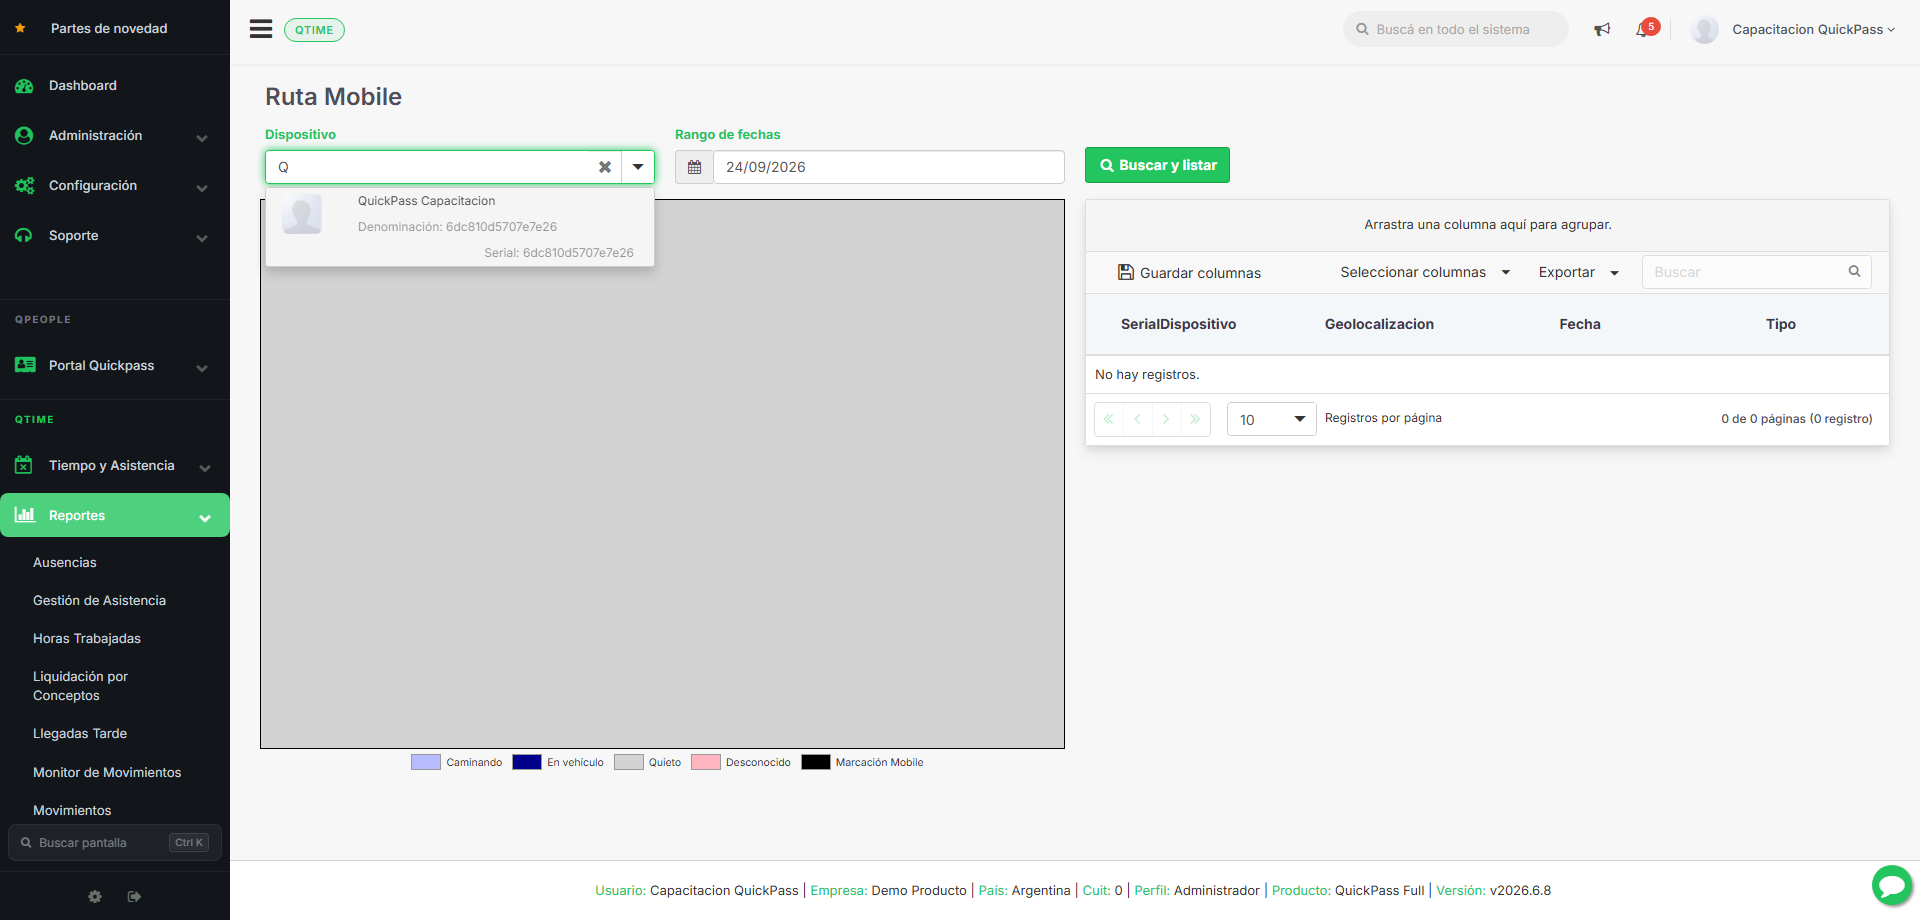 Partes de novedad
Dashboard
Administración
Configuración
Soporte
QPEOPLE
Portal Quickpass
QTIME
Tiempo y Asistencia
Reportes
Ausencias
Gestión de Asistencia
Horas Trabajadas
Liquidación por
Conceptos
Llegadas Tarde
Monitor de Movimientos
Movimientos
Buscar pantalla
Ctrl K
QTIME
Buscá en todo el sistema
5
Capacitacion QuickPass
Ruta Mobile
Dispositivo
Rango de fechas
Q
24/09/2026
Buscar y listar
QuickPass Capacitacion
Denominación: 6dc810d5707e7e26
Serial: 6dc810d5707e7e26
Caminando
En vehículo
Quieto
Desconocido
Marcación Mobile
Arrastra una columna aquí para agrupar.
Guardar columnas
Seleccionar columnas
Exportar
Buscar
SerialDispositivo Geolocalizacion Fecha Tipo
No hay registros.
10
Registros por página
0 de 0 páginas (0 registro)
Usuario: Capacitacion QuickPass | Empresa: Demo Producto | País: Argentina | Cuit: 0 | Perfil: Administrador | Producto: QuickPass Full | Versión: v2026.6.8